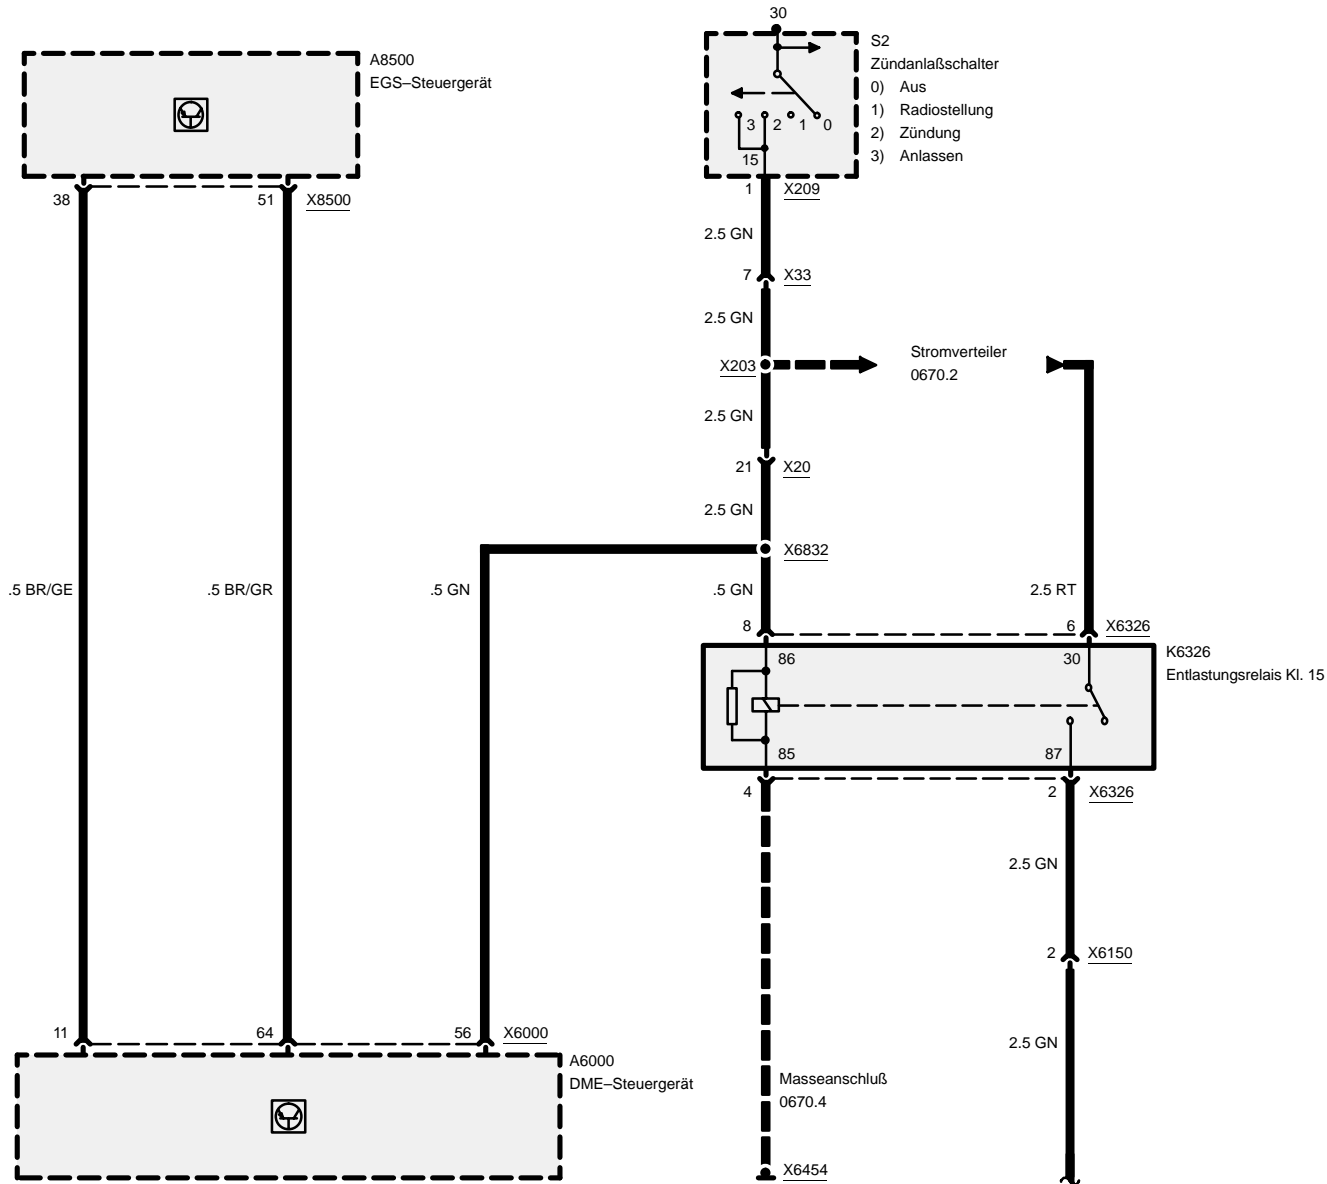 30
S2
Zündanlaßschalter
0) Aus
1) Radiostellung
2) Zündung
3) Anlassen
A8500
EGS–Steuergerät
3 2 1 0
15
38
51
X8500
1
X209
2.5 GN
7
X33
2.5 GN
X203
Stromverteiler
0670.2
2.5 GN
21
X20
2.5 GN
X6832
.5 BR/GE
.5 BR/GR
.5 GN
.5 GN
2.5 RT
8
6
X6326
86
30
K6326
Entlastungsrelais Kl. 15
85
87
4
2
X6326
2.5 GN
2
X6150
11
64
56
X6000
2.5 GN
A6000
DME–Steuergerät
Masseanschluß
0670.4
X6454